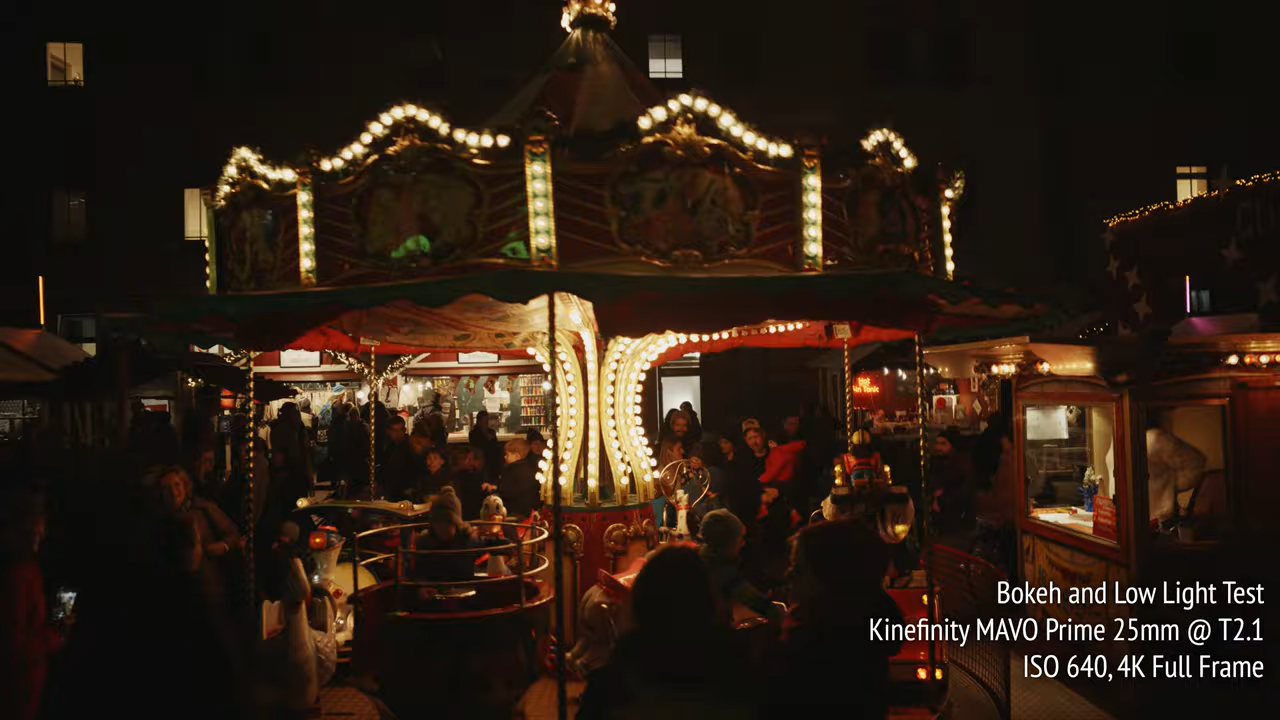 Bokeh and Low Light Test
Kinefinity MAVO Prime 25mm @ T2.1
ISO 640, 4K Full Frame